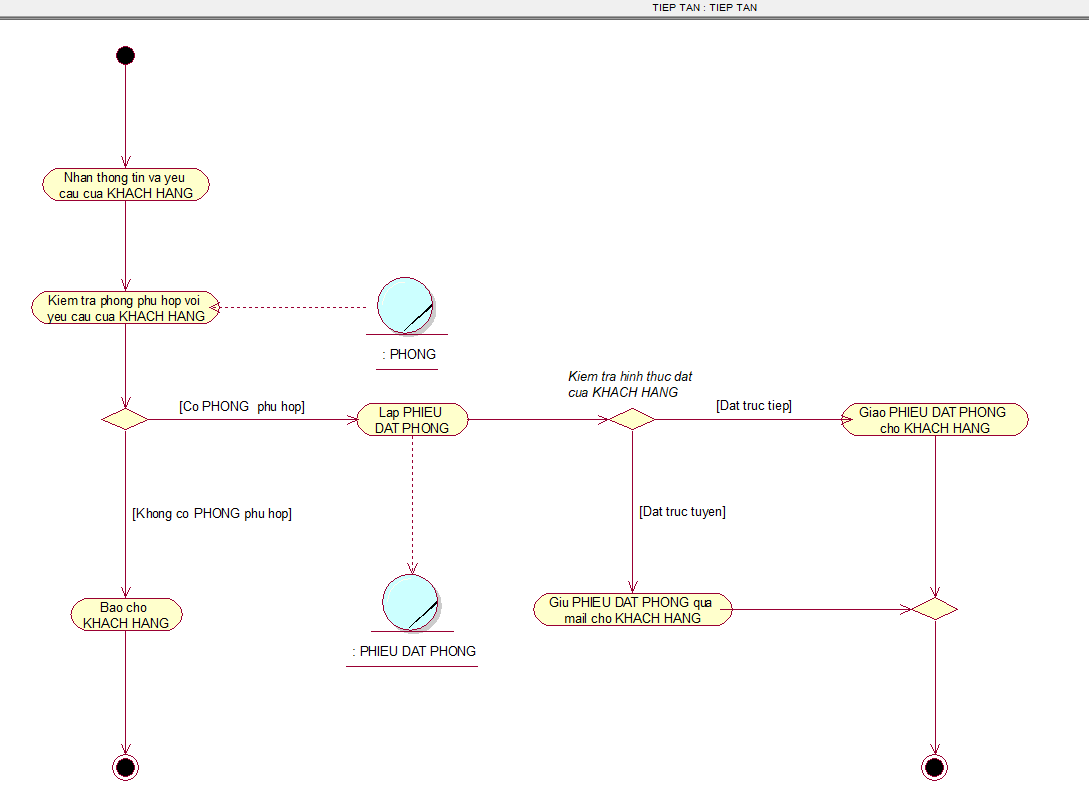 TIEP TAN : TIEP TAN
Nhan thong tin va yeu
cau cua KHACH HANG
Kiem tra phong phu hop voi
yeu cau cua KHACH HANG
: PHONG
Kiem tra hinh thuc dat
cua KHACH HANG
[Co PHONG phu hop]
Lap PHIEU
DAT PHONG
[Dat truc tiep]
Giao PHIEU DAT PHONG
cho KHACH HANG
[Khong co PHONG phu hop]
[Dat truc tuyen]
Bao cho
KHACH HANG
: PHIEU DAT PHONG
Giu PHIEU DAT PHONG qua
mail cho KHACH HANG